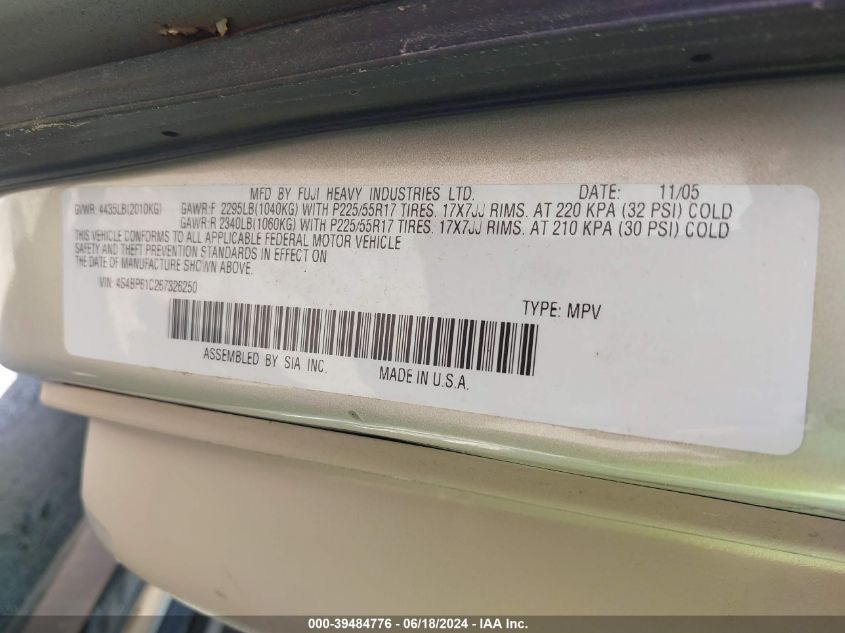 MFD BY FUJI HEAVY INDUSTRIES LTD. DATE: 11/05
GVWR: 4435LB(2010KG) GAWR:F 2295LB(1040KG) WITH P225/55R17 TIRES. 17X7JJ RIMS. AT 220 KPA (32 PSI) COLD
GAWR:R 2340LB(1060KG) WITH P225/55R17 TIRES. 17X7JJ RIMS. AT 210 KPA (30 PSI) COLD
THIS VEHICLE CONFORMS TO ALL APPLICABLE FEDERAL MOTOR VEHICLE
SAFETY AND THEFT PREVENTION STANDARDS IN EFFECT ON
THE DATE OF MANUFACTURE SHOWN ABOVE.
VIN: 4S4BP61C267326250 TYPE: MPV
ASSEMBLED BY SIA INC. MADE IN U.S.A.
000-39484776 - 06/18/2024 - IAA Inc.